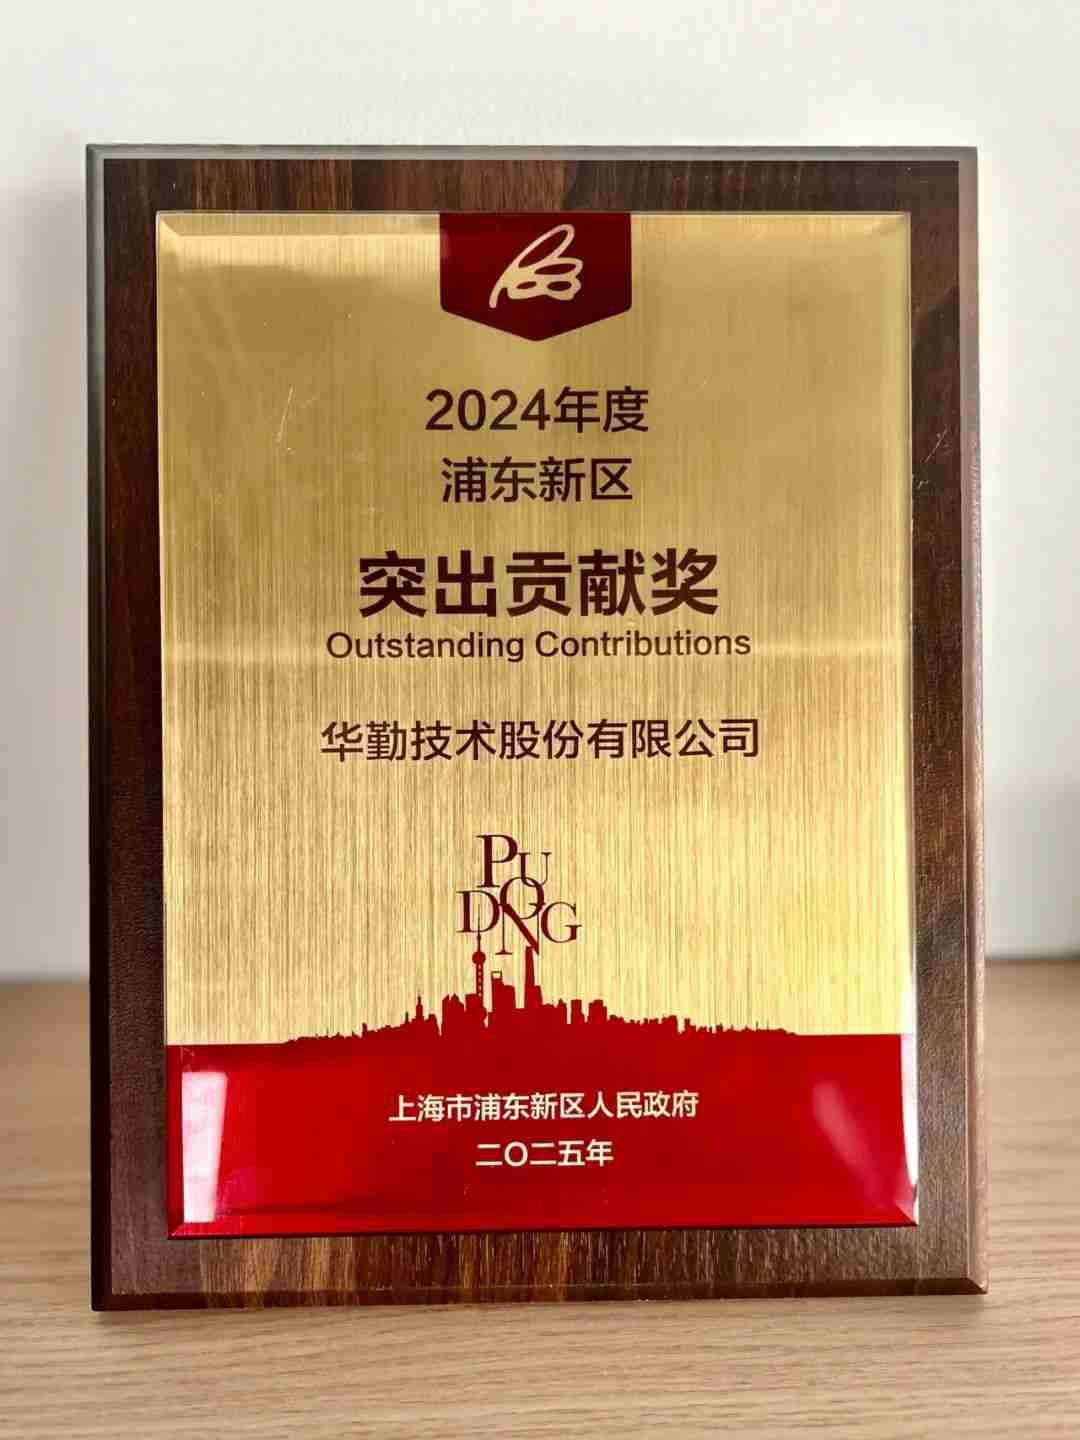 2024年度
浦东新区
突出贡献奖
Outstanding Contributions
华勤技术股份有限公司
PUDONG
上海市浦东新区人民政府
二〇二五年